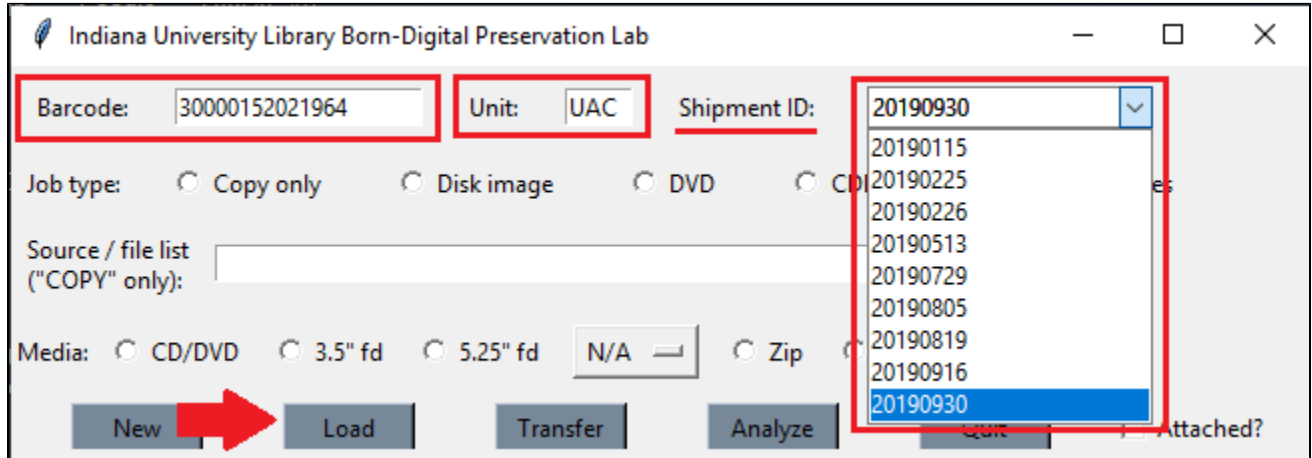 Indiana University Library Born-Digital Preservation Lab
Barcode: 30000152021964 Unit: UAC Shipment ID: 20190930
20190115
20190225
20190226
20190513
20190729
20190805
20190819
20190916
20190930
Job type: Copy only Disk image DVD
Source / file list
("COPY" only):
Media: CD/DVD 3.5" fd 5.25" fd N/A Zip
New Load Transfer Analyze Quit Attached?